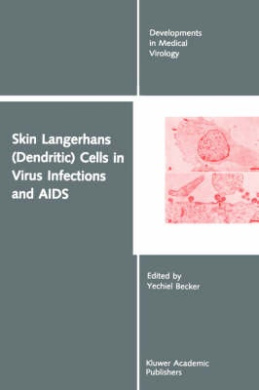 Developments
in Medical
Virology
Skin Langerhans
(Dendritic) Cells in
Virus Infections
and AIDS
Edited by
Yechiel Becker
Kluwer Academic
Publishers